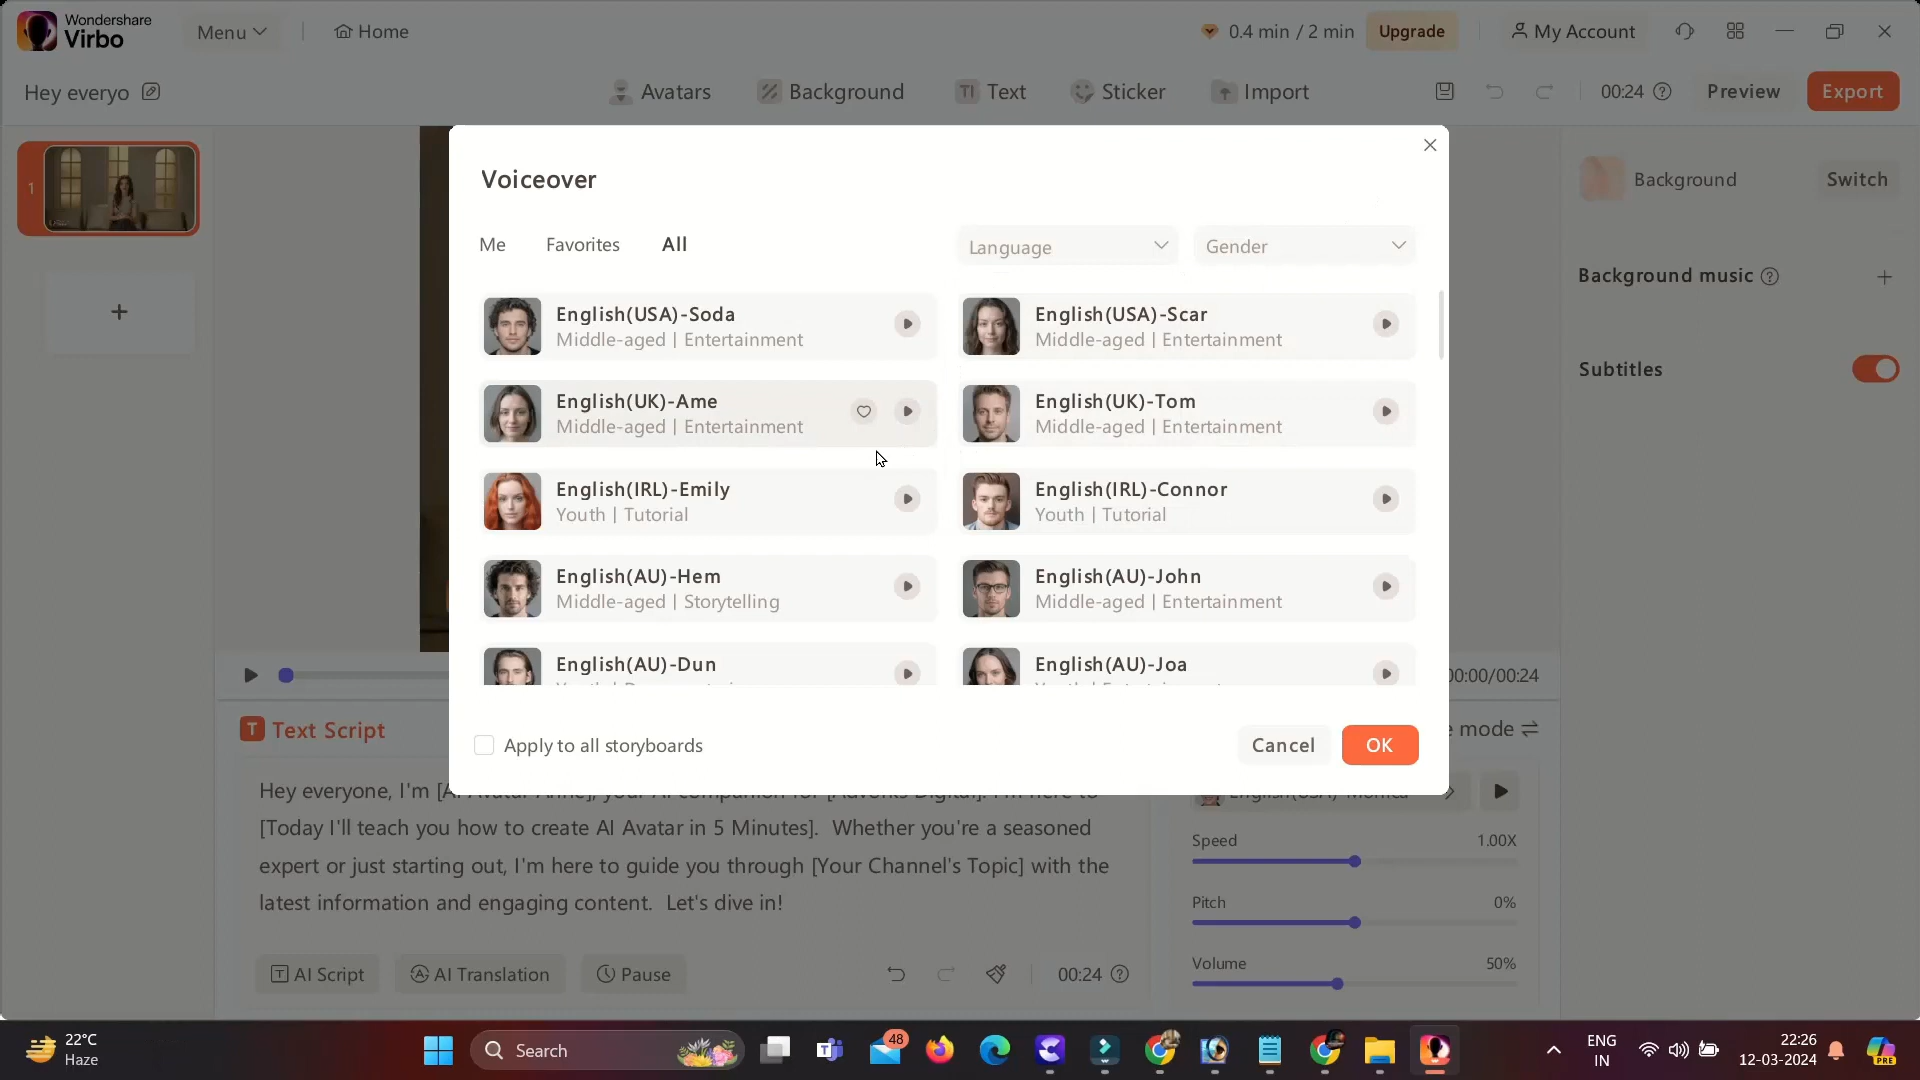 Wondershare
Virbo
Menu
Home
0.4 min / 2 min
Upgrade
My Account
Hey everyo
Avatars
Background
Text
Sticker
Import
00:24
Preview
Export
1
Voiceover
Me
Favorites
All
Language
Gender
English(USA)-Soda
Middle-aged | Entertainment
English(USA)-Scar
Middle-aged | Entertainment
English(UK)-Ame
Middle-aged | Entertainment
English(UK)-Tom
Middle-aged | Entertainment
English(IRL)-Emily
Youth | Tutorial
English(IRL)-Connor
Youth | Tutorial
English(AU)-Hem
Middle-aged | Storytelling
English(AU)-John
Middle-aged | Entertainment
English(AU)-Dun
English(AU)-Joa
Apply to all storyboards
Cancel
OK
Background
Switch
Background music
Subtitles
00:00/00:24
Text Script
mode
Hey everyone, I'm [AI Avatar
[Today I'll teach you how to create AI Avatar in 5 Minutes]. Whether you're a seasoned
expert or just starting out, I'm here to guide you through [Your Channel's Topic] with the
latest information and engaging content. Let's dive in!
AI Script
AI Translation
Pause
00:24
Speed
1.00X
Pitch
0%
Volume
50%
22°C
Haze
Search
48
ENG
IN
22:26
12-03-2024
PRE